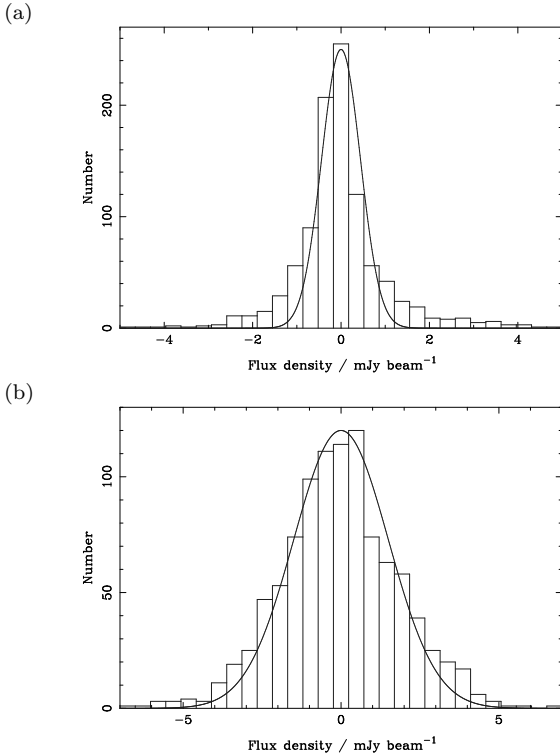 (a)
200
100
0
Number
−4 −2 0 2 4
Flux density / mJy beam⁻¹
(b)
100
50
0
Number
−5 0 5
Flux density / mJy beam⁻¹